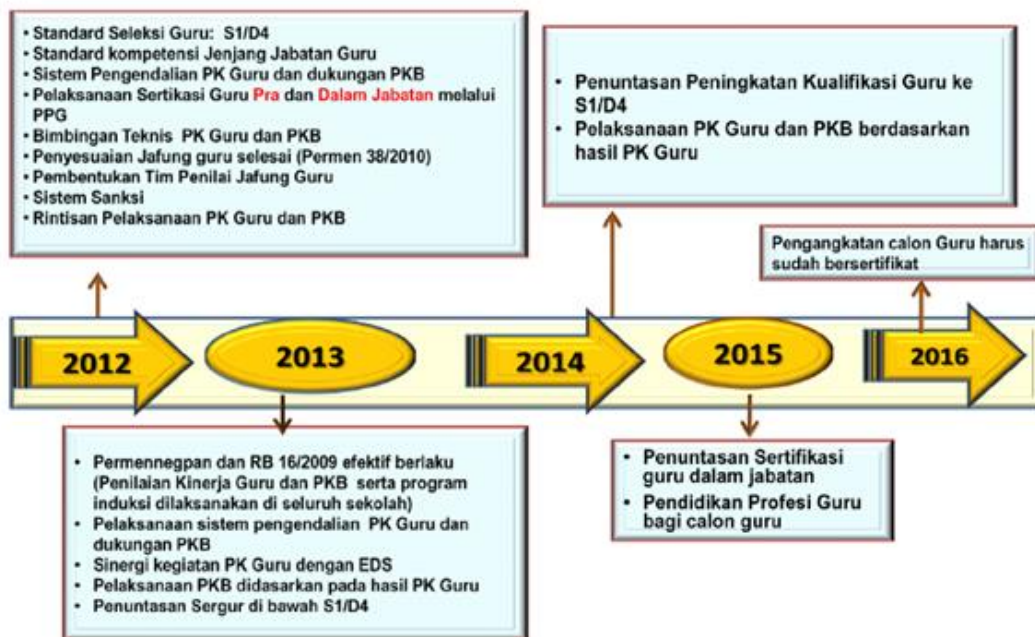 • Standard Seleksi Guru: S1/D4
• Standard kompetensi Jenjang Jabatan Guru
• Sistem Pengendalian PK Guru dan dukungan PKB
• Pelaksanaan Sertikasi Guru Pra dan Dalam Jabatan melalui
PPG
• Bimbingan Teknis PK Guru dan PKB
• Penyesuaian Jafung guru selesai (Permen 38/2010)
• Pembentukan Tim Penilai Jafung Guru
• Sistem Sanksi
• Rintisan Pelaksanaan PK Guru dan PKB
• Penuntasan Peningkatan Kualifikasi Guru ke
S1/D4
• Pelaksanaan PK Guru dan PKB berdasarkan
hasil PK Guru
Pengangkatan calon Guru harus
sudah bersertifikat
2012
2013
2014
2015
2016
• Permennegpan dan RB 16/2009 efektif berlaku
(Penilaian Kinerja Guru dan PKB serta program
induksi dilaksanakan di seluruh sekolah)
• Pelaksanaan sistem pengendalian PK Guru dan
dukungan PKB
• Sinergi kegiatan PK Guru dengan EDS
• Pelaksanaan PKB didasarkan pada hasil PK Guru
• Penuntasan Sergur di bawah S1/D4
• Penuntasan Sertifikasi
guru dalam jabatan
• Pendidikan Profesi Guru
bagi calon guru